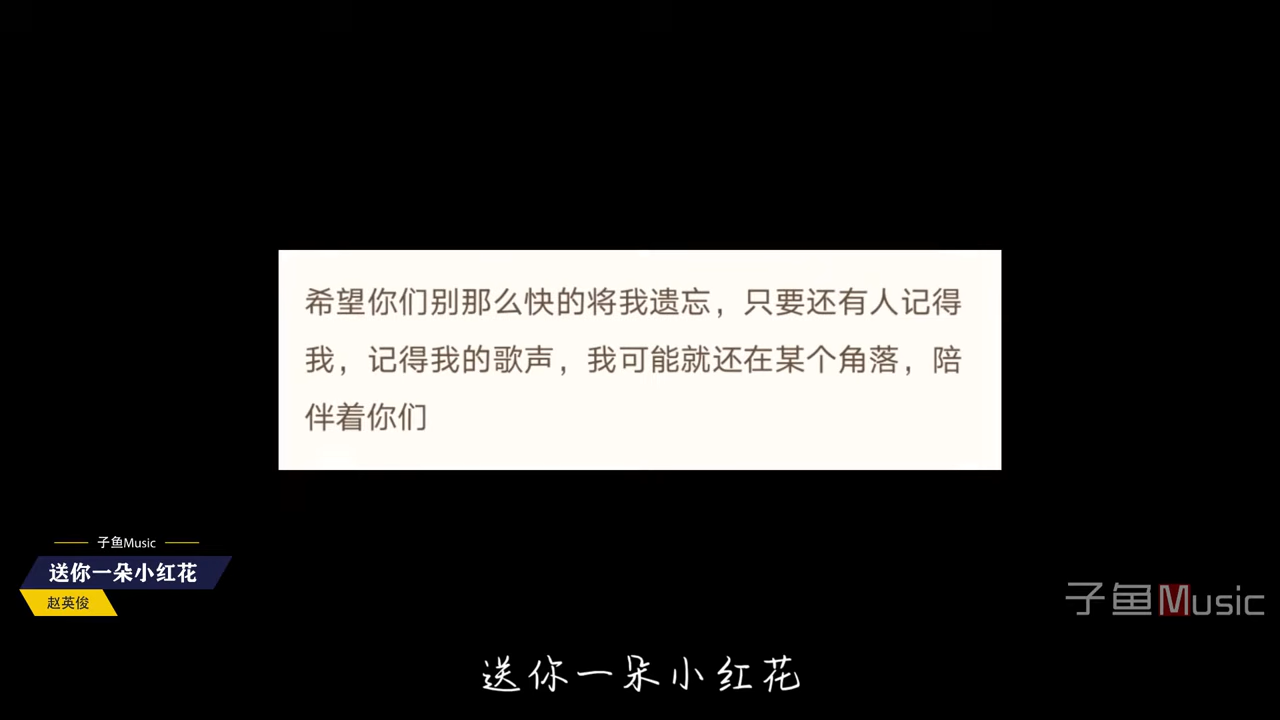 希望你们别那么快的将我遗忘，只要还有人记得
我，记得我的歌声，我可能就还在某个角落，陪
伴着你们
子鱼Music
送你一朵小红花
赵英俊
子鱼Music
送你一朵小红花